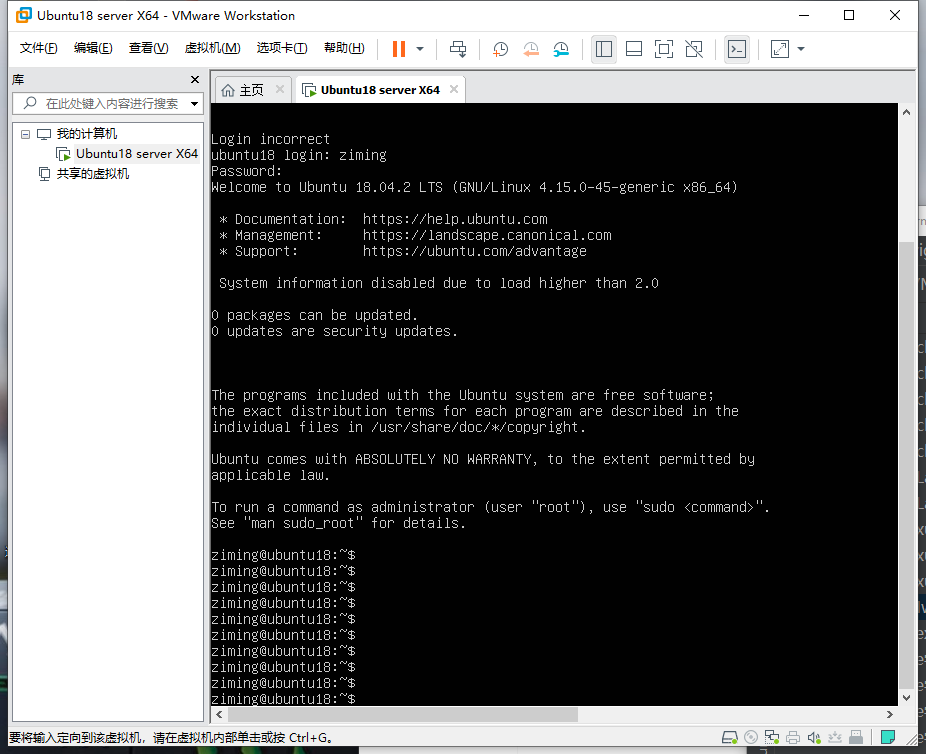 Ubuntu18 server X64 - VMware Workstation
文件(F) 编辑(E) 查看(V) 虚拟机(M) 选项卡(T) 帮助(H)
库
在此处键入内容进行搜索
我的计算机
Ubuntu18 server X64
共享的虚拟机
主页
Ubuntu18 server X64
Login incorrect
ubuntu18 login: ziming
Password:
Welcome to Ubuntu 18.04.2 LTS (GNU/Linux 4.15.0-45-generic x86_64)
* Documentation: https://help.ubuntu.com
* Management: https://landscape.canonical.com
* Support: https://ubuntu.com/advantage
System information disabled due to load higher than 2.0
0 packages can be updated.
0 updates are security updates.
The programs included with the Ubuntu system are free software;
the exact distribution terms for each program are described in the
individual files in /usr/share/doc/*/copyright.
Ubuntu comes with ABSOLUTELY NO WARRANTY, to the extent permitted by
applicable law.
To run a command as administrator (user "root"), use "sudo <command>".
See "man sudo_root" for details.
ziming@ubuntu18:~$
ziming@ubuntu18:~$
ziming@ubuntu18:~$
ziming@ubuntu18:~$
ziming@ubuntu18:~$
ziming@ubuntu18:~$
ziming@ubuntu18:~$
ziming@ubuntu18:~$
ziming@ubuntu18:~$
ziming@ubuntu18:~$
要将输入定向到该虚拟机，请在虚拟机内部单击或按 Ctrl+G。